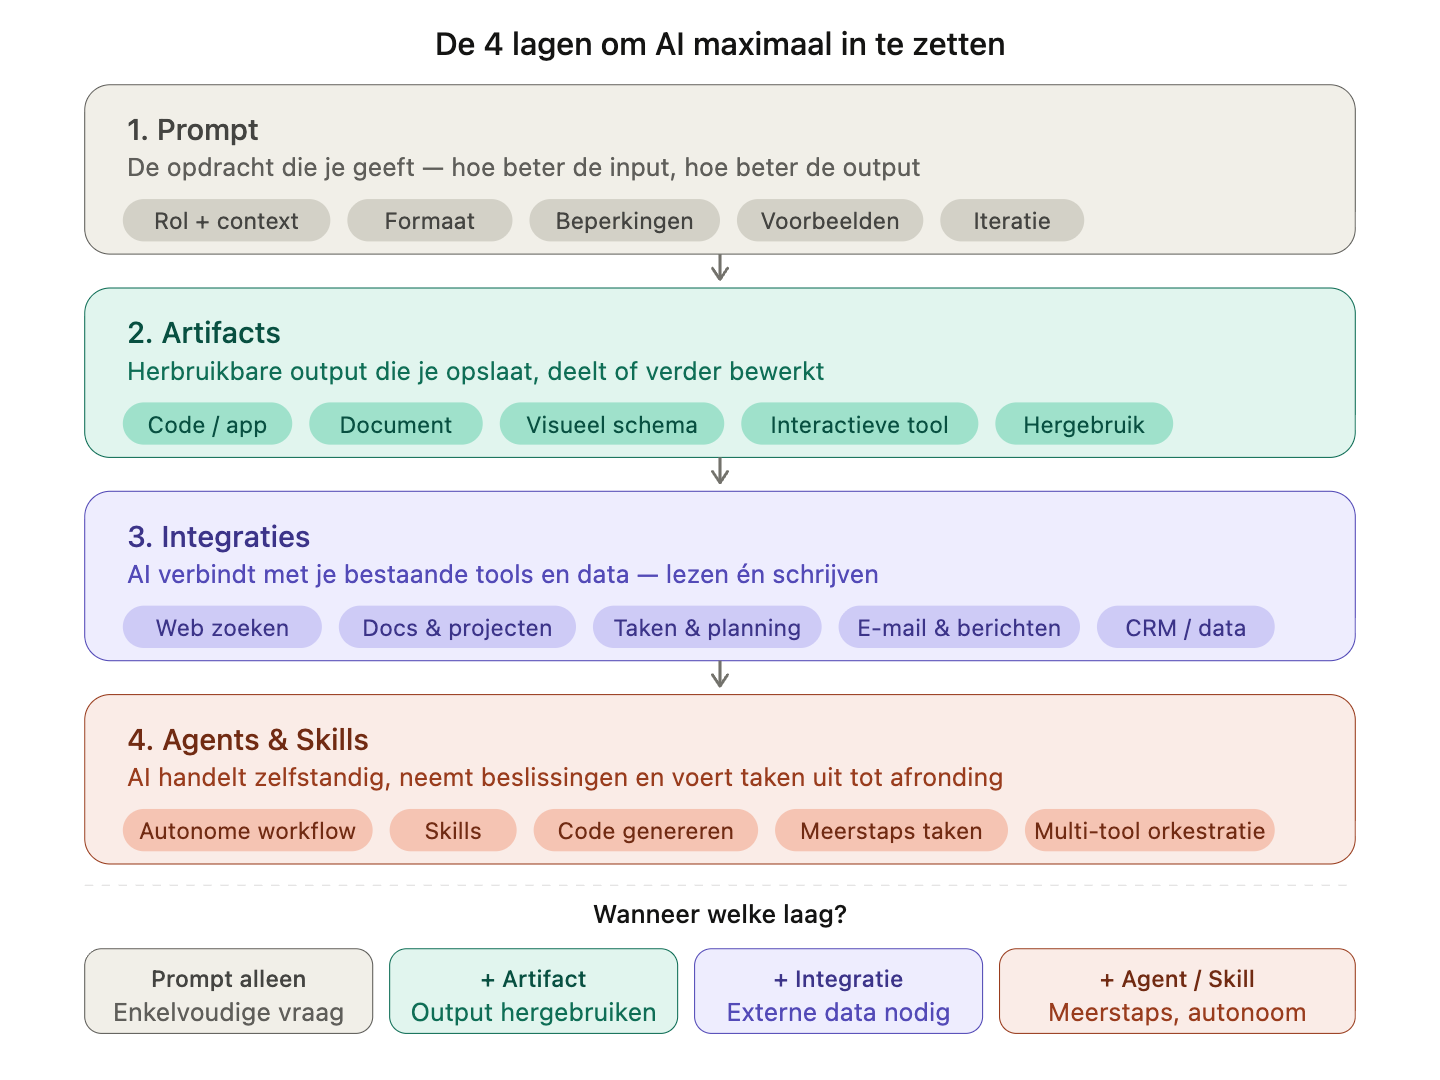 De 4 lagen om AI maximaal in te zetten
1. Prompt
De opdracht die je geeft — hoe beter de input, hoe beter de output
Rol + context Formaat Beperkingen Voorbeelden Iteratie
2. Artifacts
Herbruikbare output die je opslaat, deelt of verder bewerkt
Code / app Document Visueel schema Interactieve tool Hergebruik
3. Integraties
AI verbindt met je bestaande tools en data — lezen én schrijven
Web zoeken Docs & projecten Taken & planning E-mail & berichten CRM / data
4. Agents & Skills
AI handelt zelfstandig, neemt beslissingen en voert taken uit tot afronding
Autonome workflow Skills Code genereren Meerstaps taken Multi-tool orkestratie
Wanneer welke laag?
Prompt alleen
Enkelvoudige vraag
+ Artifact
Output hergebruiken
+ Integratie
Externe data nodig
+ Agent / Skill
Meerstaps, autonoom